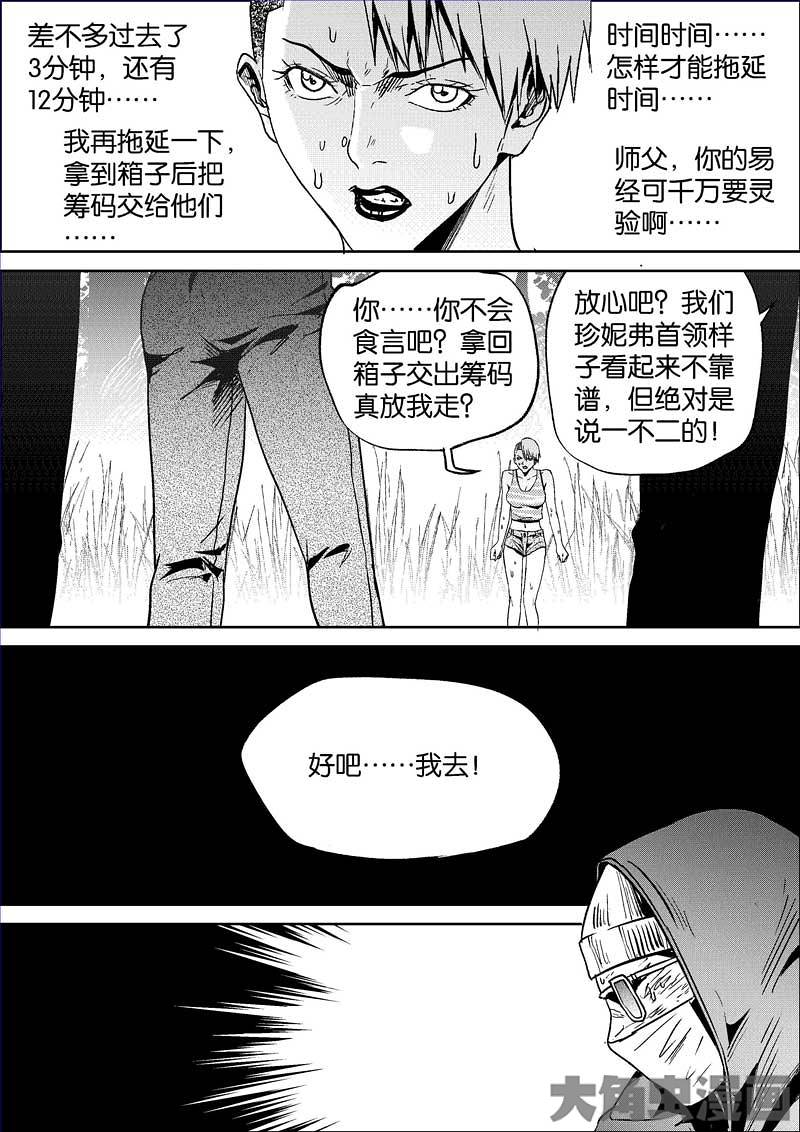 差不多过去了
3分钟，还有
12分钟……
我再拖延一下，
拿到箱子后把
筹码交给他们
……
时间时间……
怎样才能拖延
时间……
师父，你的易
经可千万要灵
验啊……
你……你不会
食言吧？拿回
箱子交出筹码
真放我走？
放心吧？我们
珍妮弗首领样
子看起来不靠
谱，但绝对是
说一不二的！
好吧……我去！
大角虫漫画